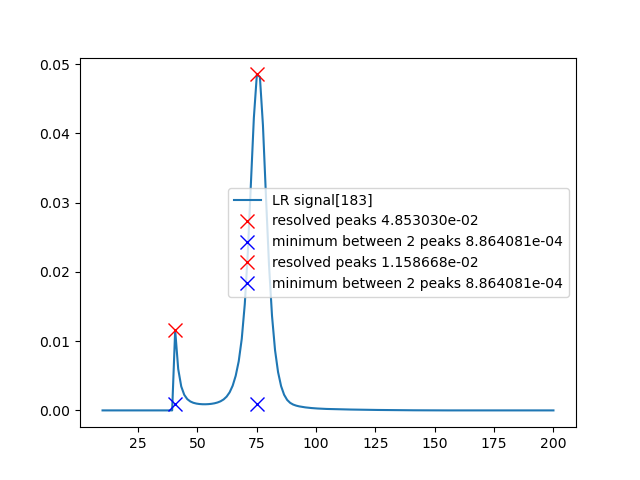 0.05
0.04
0.03
0.02
0.01
0.00
LR signal[183]
resolved peaks 4.853030e-02
minimum between 2 peaks 8.864081e-04
resolved peaks 1.158668e-02
minimum between 2 peaks 8.864081e-04
25 50 75 100 125 150 175 200